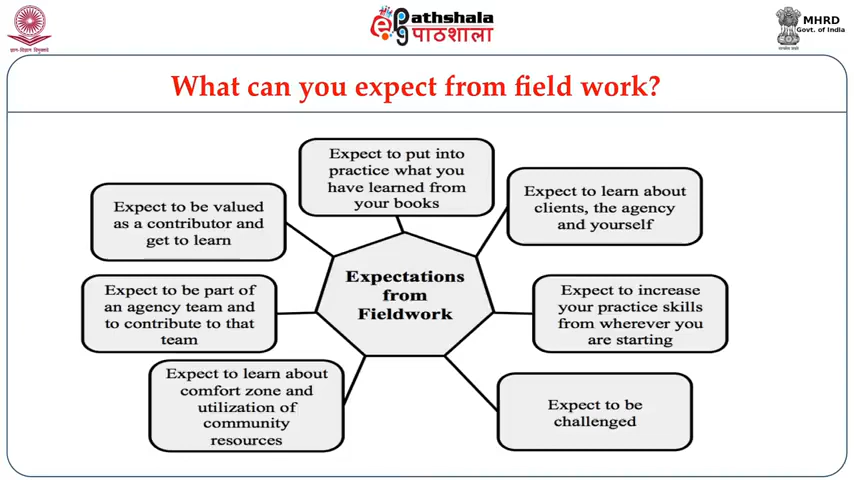 ePathshala
पाठशाला
MHRD
Govt. of India
What can you expect from field work?
Expect to put into
practice what you
have learned from
your books
Expect to be valued
as a contributor and
get to learn
Expect to learn about
clients, the agency
and yourself
Expectations
from
Fieldwork
Expect to be part of
an agency team and
to contribute to that
team
Expect to increase
your practice skills
from wherever you
are starting
Expect to learn about
comfort zone and
utilization of
community
resources
Expect to be
challenged